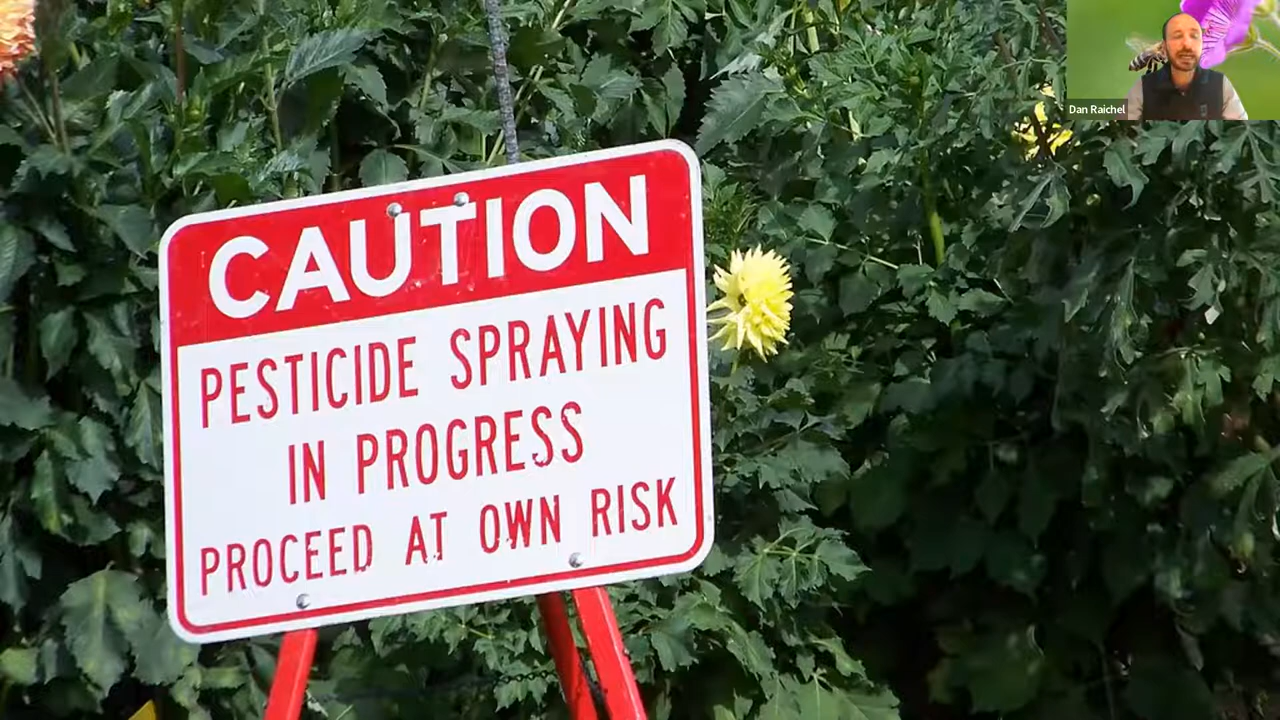 Dan Raichel
CAUTION
PESTICIDE SPRAYING
IN PROGRESS
PROCEED AT OWN RISK